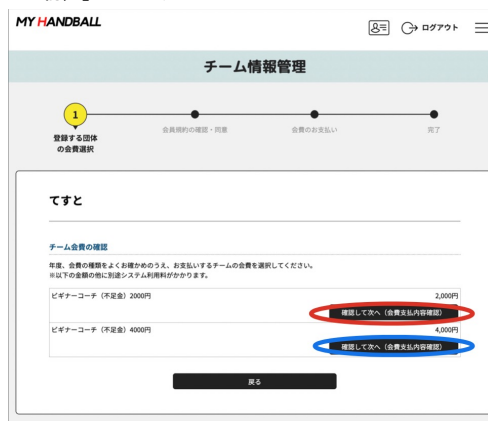 MY HANDBALL
ログアウト
チーム情報管理
1
登録する団体
の会費選択
会員規約の確認・同意
会費のお支払い
完了
てすと
チーム会費の確認
年度、会費の種類をよくお確かめのうえ、お支払いするチームの会費を選択してください。
※以下の金額の他に別途システム利用料がかかります。
ビギナーコーチ（不足金）2000円
2,000円
確認して次へ（会費支払内容確認）
ビギナーコーチ（不足金）4000円
4,000円
確認して次へ（会費支払内容確認）
戻る